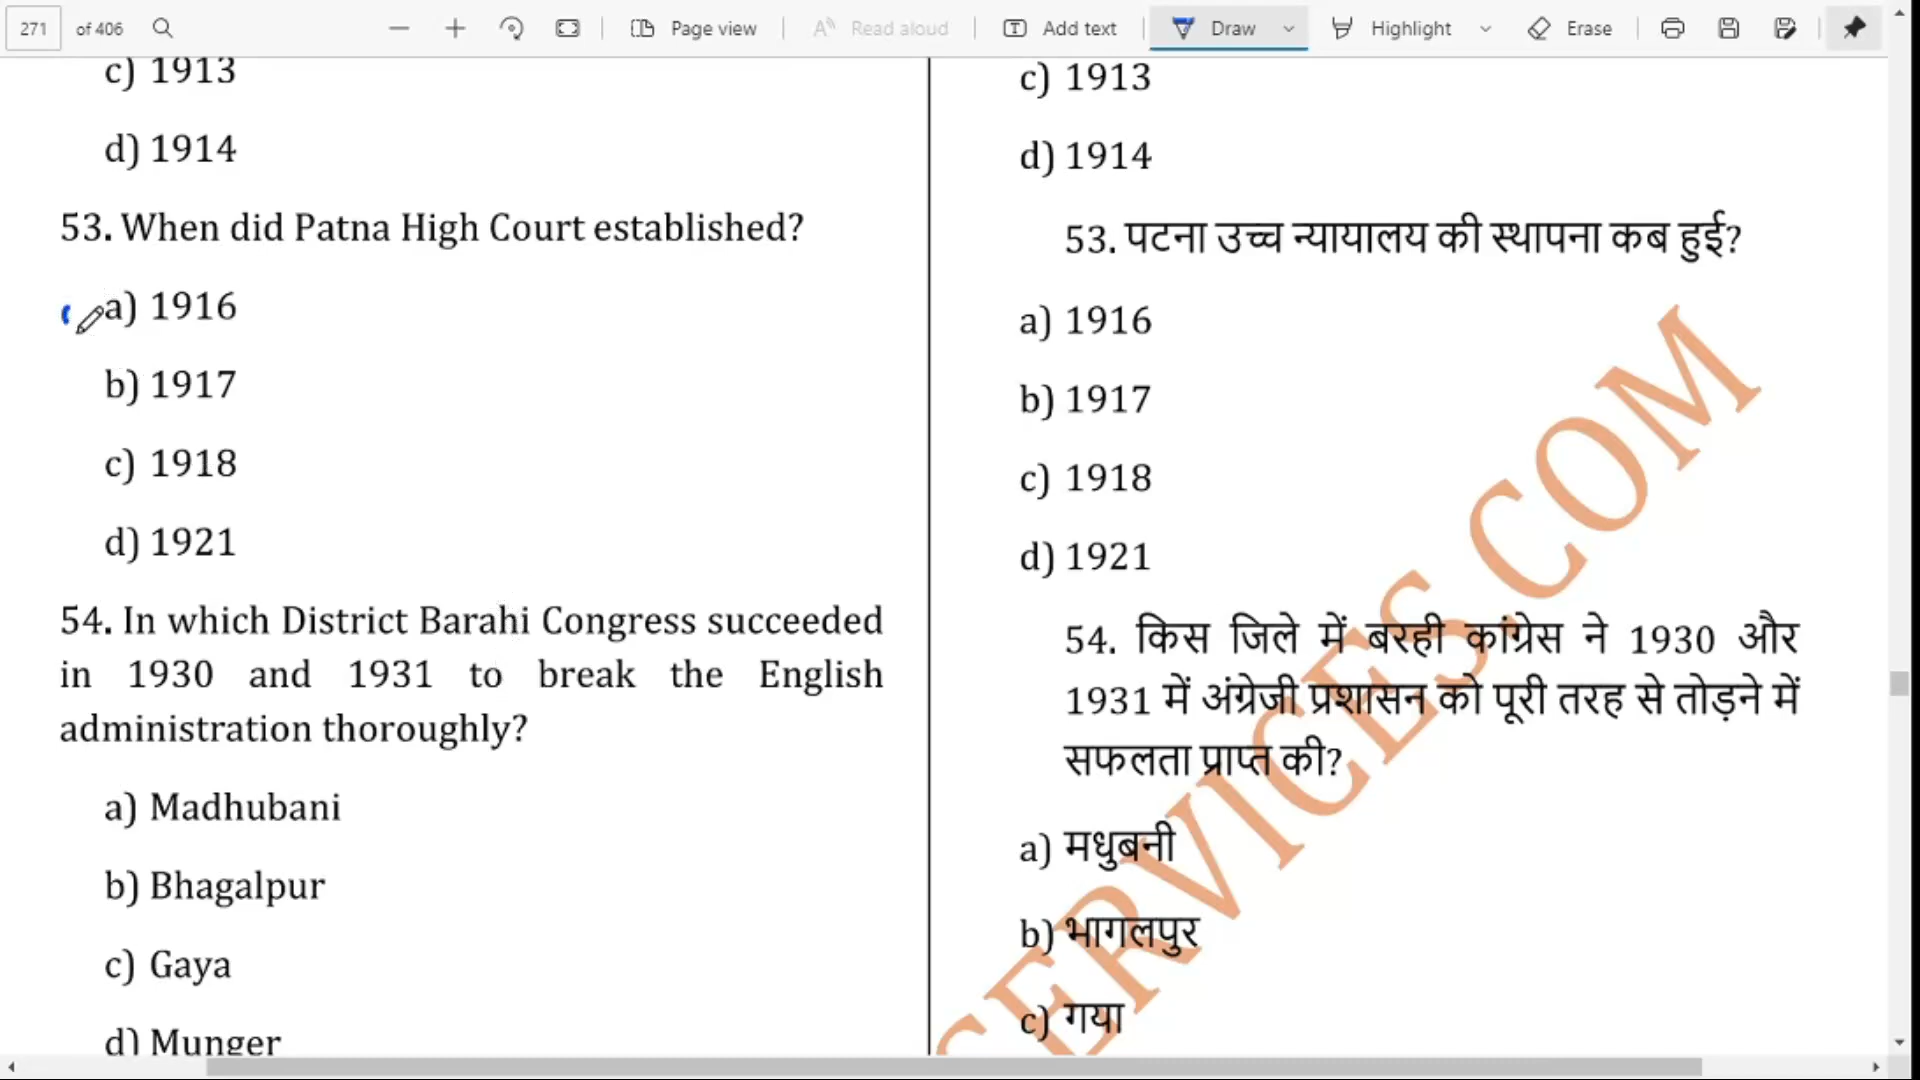 271 of 406 Page view Read aloud Add text Draw Highlight Erase
c) 1913
d) 1914
53. When did Patna High Court established?
a) 1916
b) 1917
c) 1918
d) 1921
54. In which District Barahi Congress succeeded
in 1930 and 1931 to break the English
administration thoroughly?
a) Madhubani
b) Bhagalpur
c) Gaya
d) Munger
c) 1913
d) 1914
53. पटना उच्च न्यायालय की स्थापना कब हुई?
a) 1916
b) 1917
c) 1918
d) 1921
54. किस जिले में बरही कांग्रेस ने 1930 और
1931 में अंग्रेजी प्रशासन को पूरी तरह से तोड़ने में
सफलता प्राप्त की?
a) मधुबनी
b) भागलपुर
c) गया
SERVICES.COM